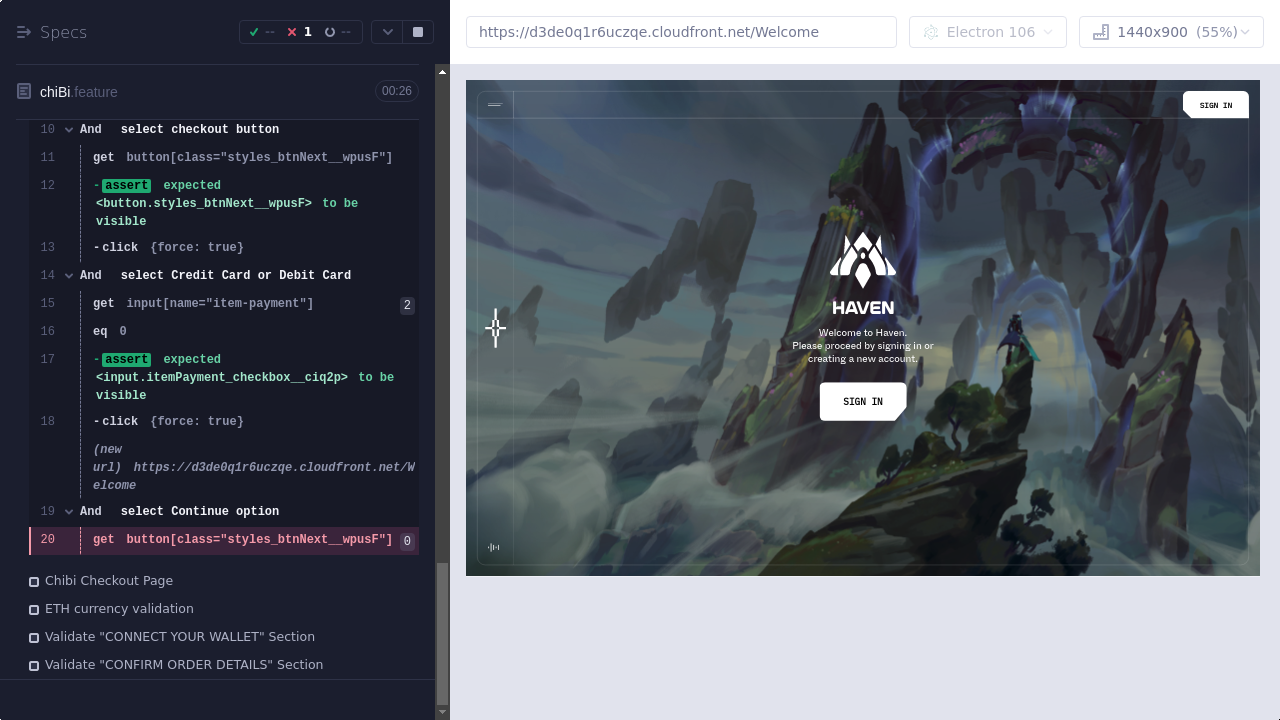 Specs
-- 1 --
https://d3de0q1r6uczqe.cloudfront.net/Welcome
Electron 106
1440x900 (55%)
chiBi.feature
00:26
10 And select checkout button
11 get button[class="styles_btnNext__wpusF"]
12 -assert expected
<button.styles_btnNext__wpusF> to be
visible
13 -click {force: true}
14 And select Credit Card or Debit Card
15 get input[name="item-payment"] 2
16 eq 0
17 -assert expected
<input.itemPayment_checkbox__ciq2p> to be
visible
18 -click {force: true}
(new
url) https://d3de0q1r6uczqe.cloudfront.net/W
elcome
19 And select Continue option
20 get button[class="styles_btnNext__wpusF"] 0
Chibi Checkout Page
ETH currency validation
Validate "CONNECT YOUR WALLET" Section
Validate "CONFIRM ORDER DETAILS" Section
SIGN IN
HAVEN
Welcome to Haven.
Please proceed by signing in or
creating a new account.
SIGN IN